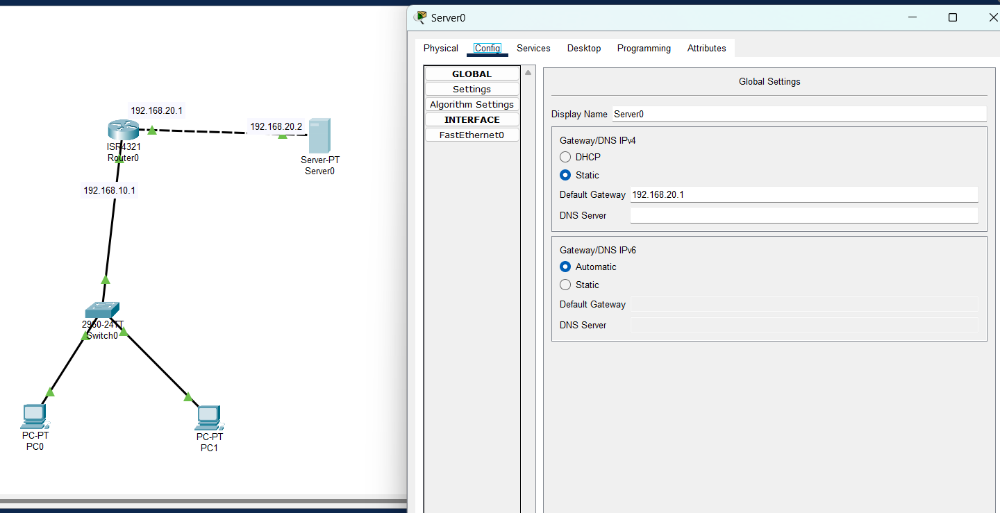 192.168.20.1
192.168.20.2
ISR4321
Router0
Server-PT
Server0
192.168.10.1
2960-24TT
Switch0
PC-PT
PC0
PC-PT
PC1
Server0
Physical Config Services Desktop Programming Attributes
GLOBAL
Settings
Algorithm Settings
INTERFACE
FastEthernet0
Global Settings
Display Name Server0
Gateway/DNS IPv4
DHCP
Static
Default Gateway 192.168.20.1
DNS Server
Gateway/DNS IPv6
Automatic
Static
Default Gateway
DNS Server